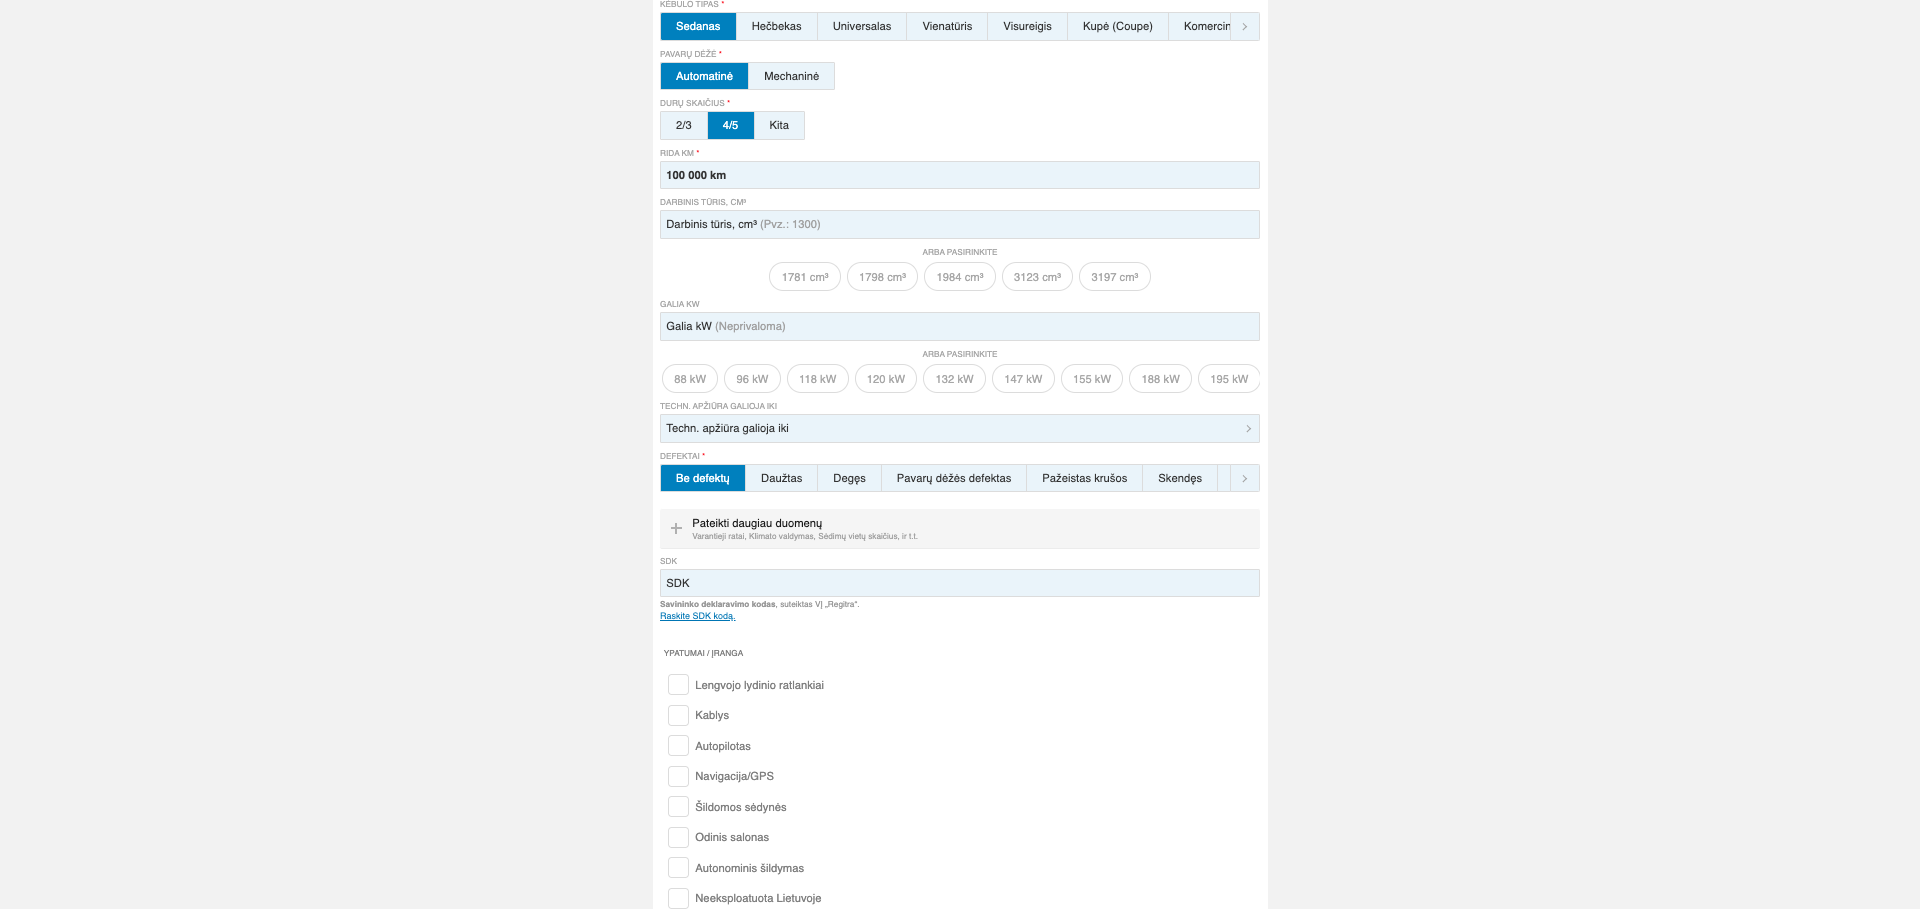 KĖBULO TIPAS *
Sedanas Hečbekas Universalas Vienatūris Visureigis Kupė (Coupe) Komercin
PAVARŲ DĖŽĖ *
Automatinė Mechaninė
DURŲ SKAIČIUS *
2/3 4/5 Kita
RIDA KM *
100 000 km
DARBINIS TŪRIS, CM³
Darbinis tūris, cm³ (Pvz.: 1300)
ARBA PASIRINKITE
1781 cm³ 1798 cm³ 1984 cm³ 3123 cm³ 3197 cm³
GALIA KW
Galia kW (Neprivaloma)
ARBA PASIRINKITE
88 kW 96 kW 118 kW 120 kW 132 kW 147 kW 155 kW 188 kW 195 kW
TECHN. APŽIŪRA GALIOJA IKI
Techn. apžiūra galioja iki
DEFEKTAI *
Be defektų Daužtas Degęs Pavarų dėžės defektas Pažeistas krušos Skendęs
Pateikti daugiau duomenų
Varantieji ratai, Klimato valdymas, Sėdimų vietų skaičius, ir t.t.
SDK
SDK
Savininko deklaravimo kodas, suteiktas VĮ „Regitra“.
Raskite SDK kodą.
YPATUMAI / ĮRANGA
Lengvojo lydinio ratlankiai
Kablys
Autopilotas
Navigacija/GPS
Šildomos sėdynės
Odinis salonas
Autonominis šildymas
Neeksploatuota Lietuvoje